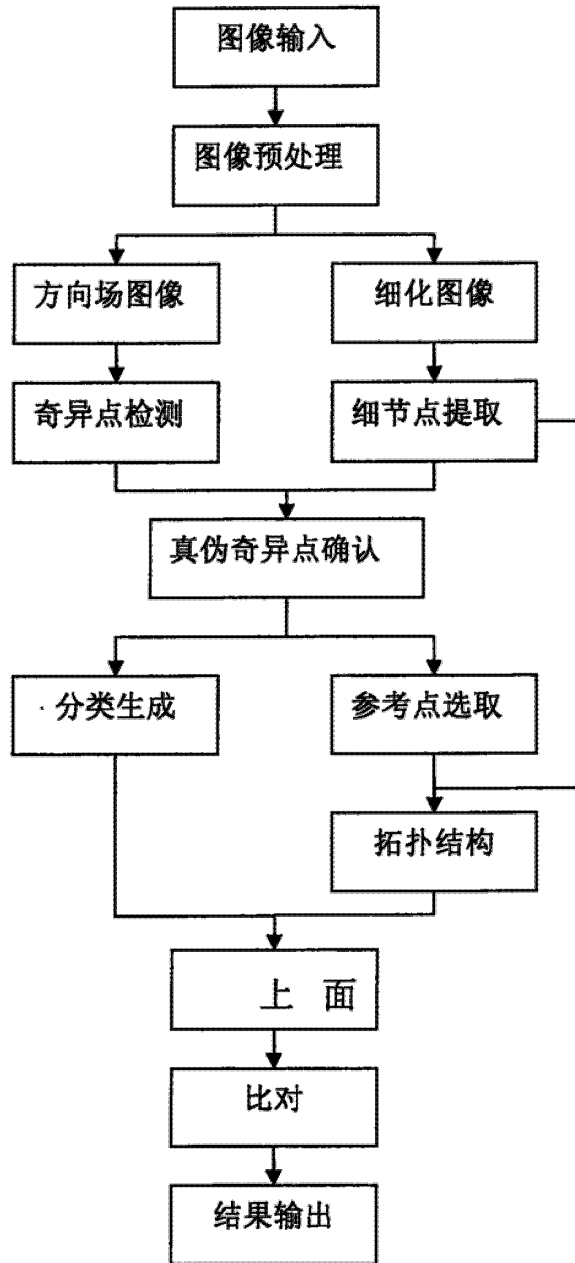 图像输入
图像预处理
方向场图像
细化图像
奇异点检测
细节点提取
真伪奇异点确认
分类生成
参考点选取
拓扑结构
上 面
比对
结果输出